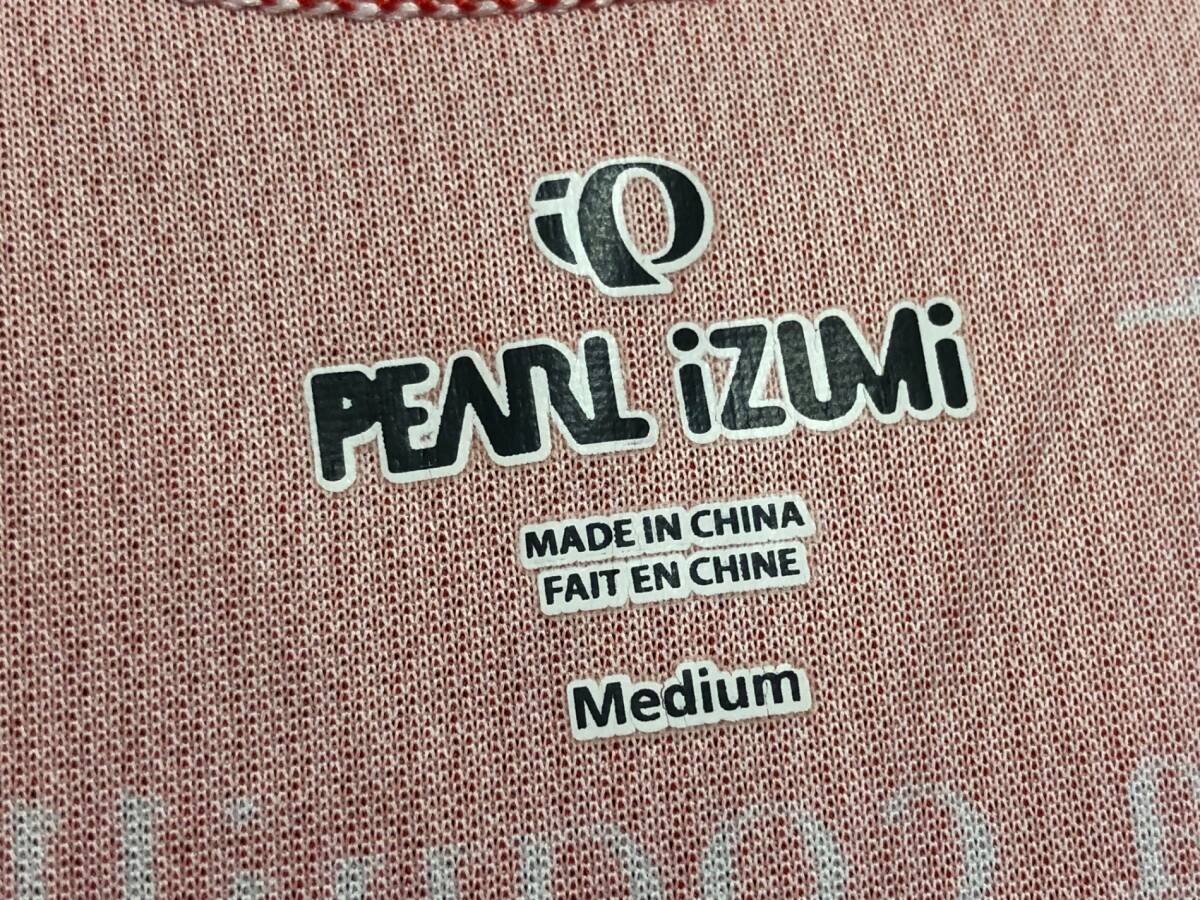 PEARL iZUMi
MADE IN CHINA
FAIT EN CHINE
Medium